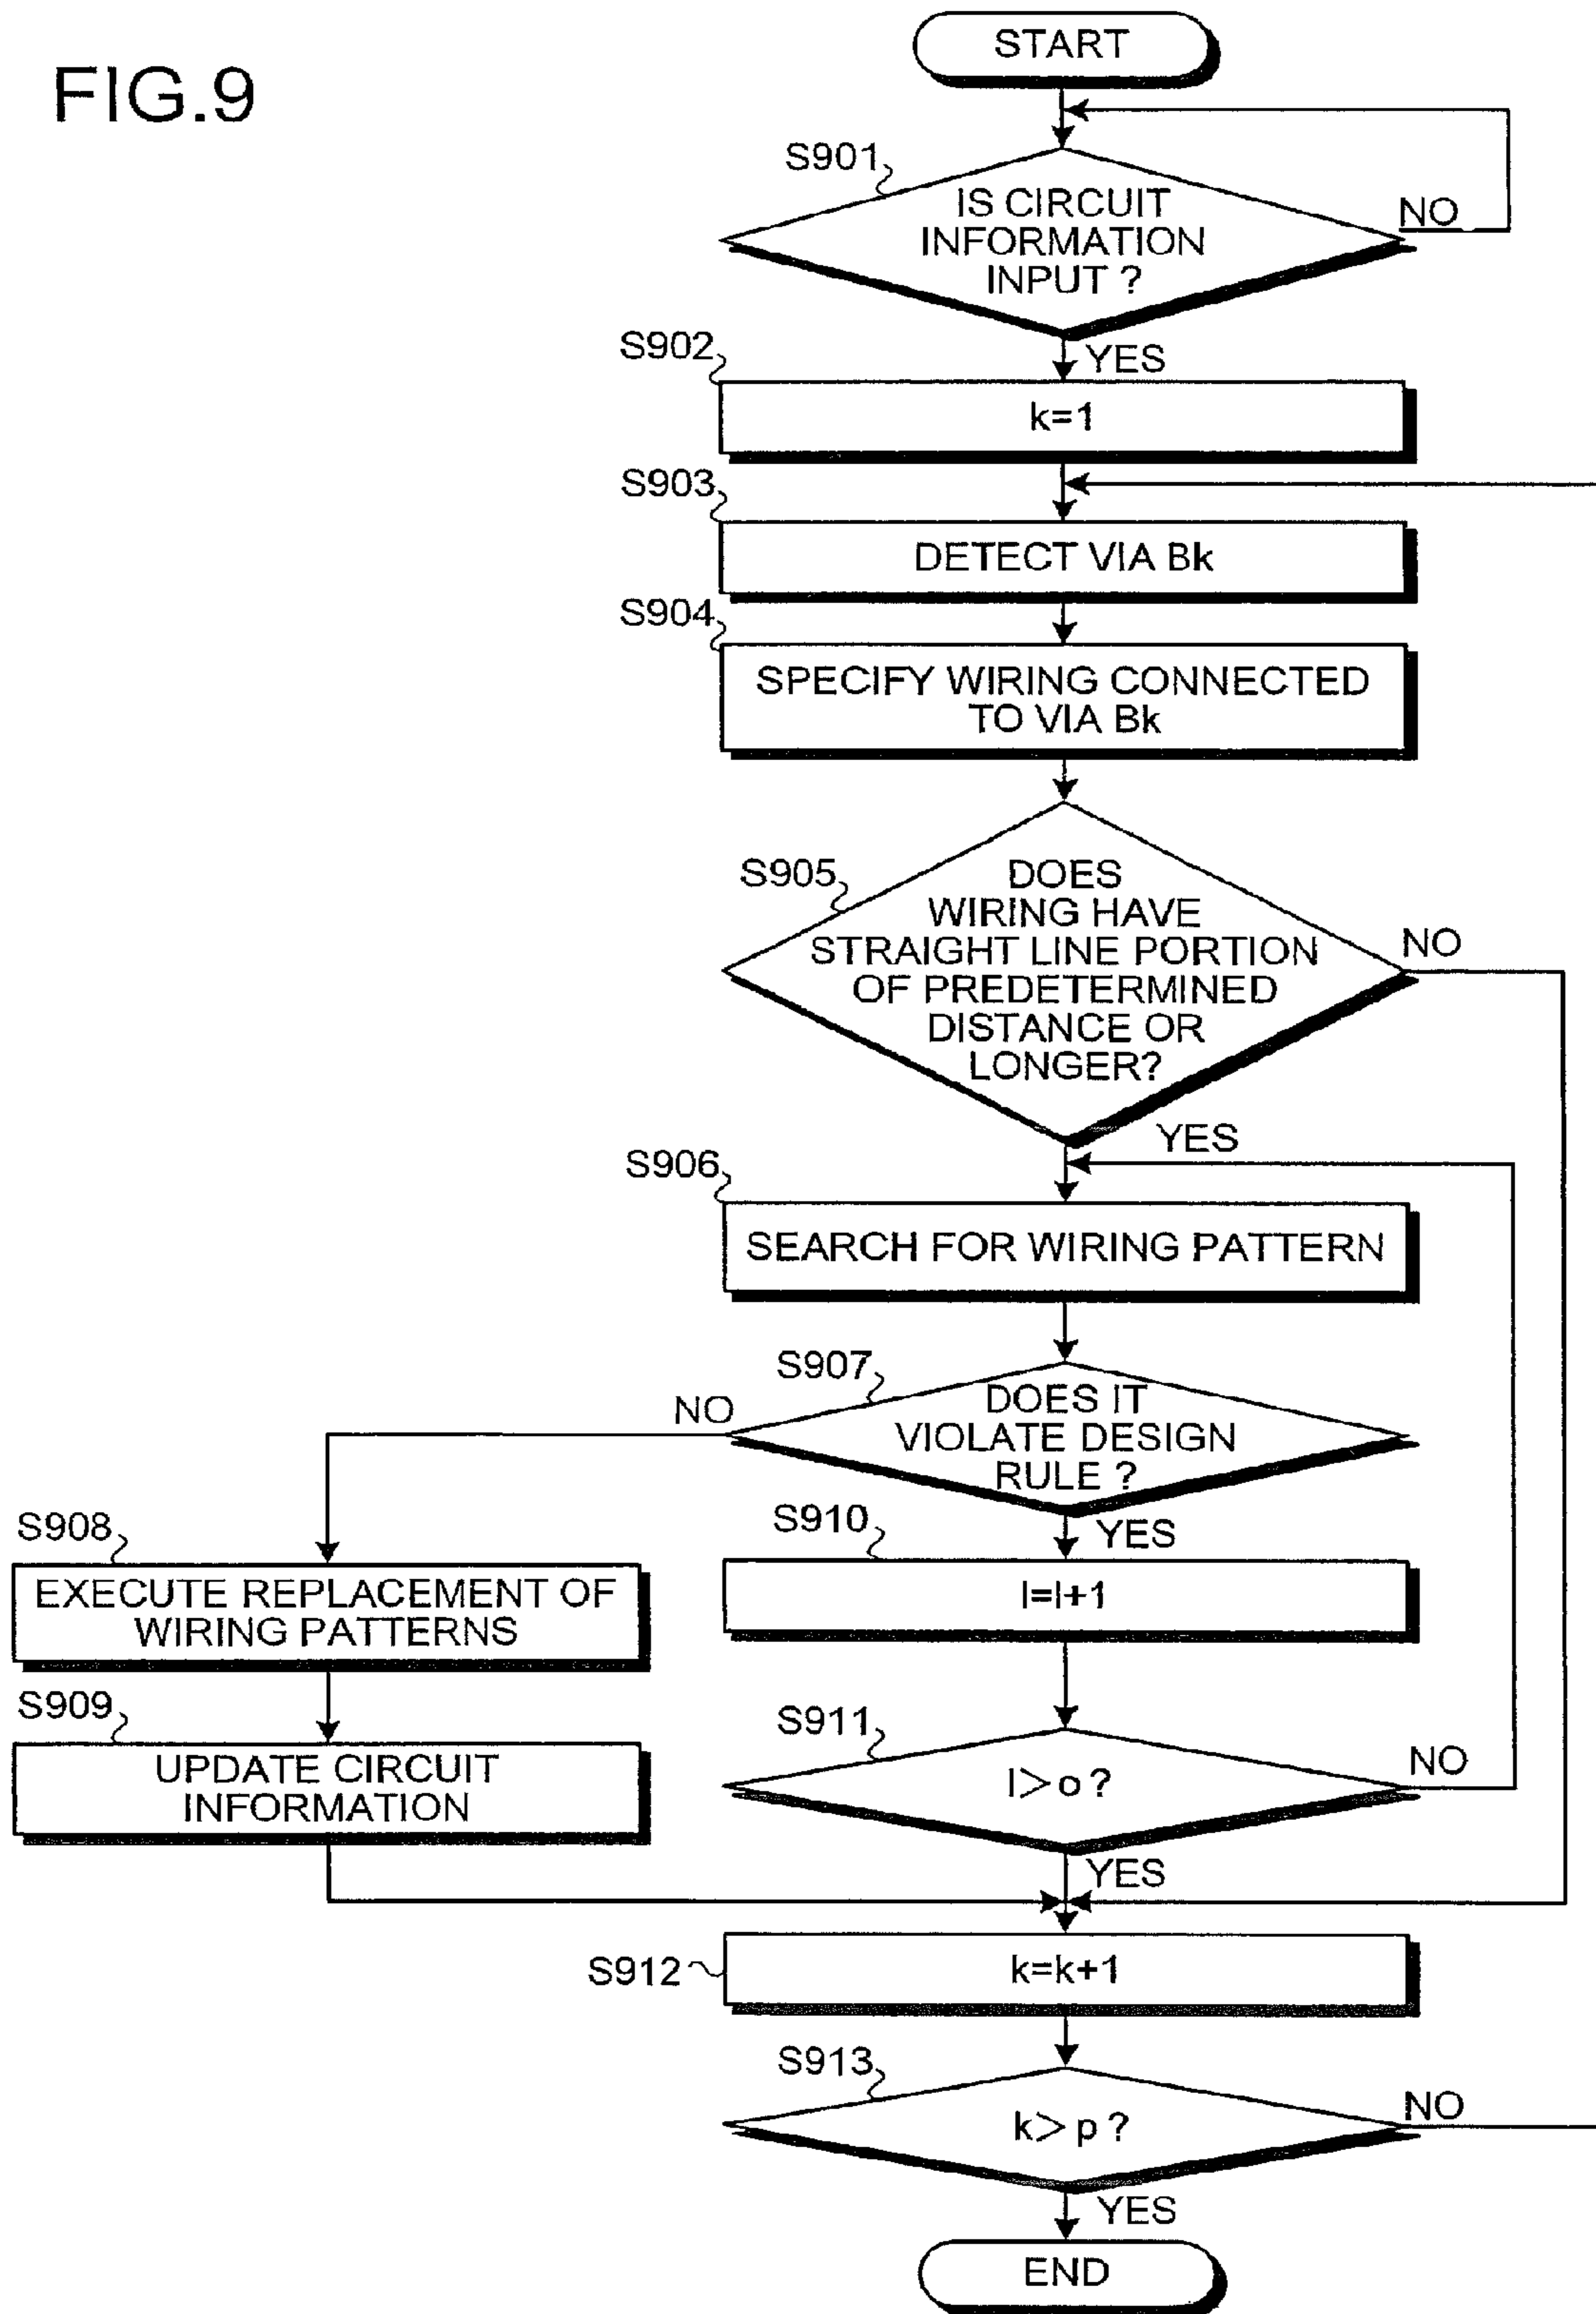 FIG.9
START
S901
IS CIRCUIT
INFORMATION
INPUT ?
NO
YES
S902
k=1
S903
DETECT VIA Bk
S904
SPECIFY WIRING CONNECTED
TO VIA Bk
S905
DOES
WIRING HAVE
STRAIGHT LINE PORTION
OF PREDETERMINED
DISTANCE OR
LONGER?
NO
YES
S906
SEARCH FOR WIRING PATTERN
S907
DOES IT
VIOLATE DESIGN
RULE ?
NO
YES
S908
EXECUTE REPLACEMENT OF
WIRING PATTERNS
S909
UPDATE CIRCUIT
INFORMATION
S910
l=l+1
S911
l>o ?
NO
YES
S912
k=k+1
S913
k>p ?
NO
YES
END